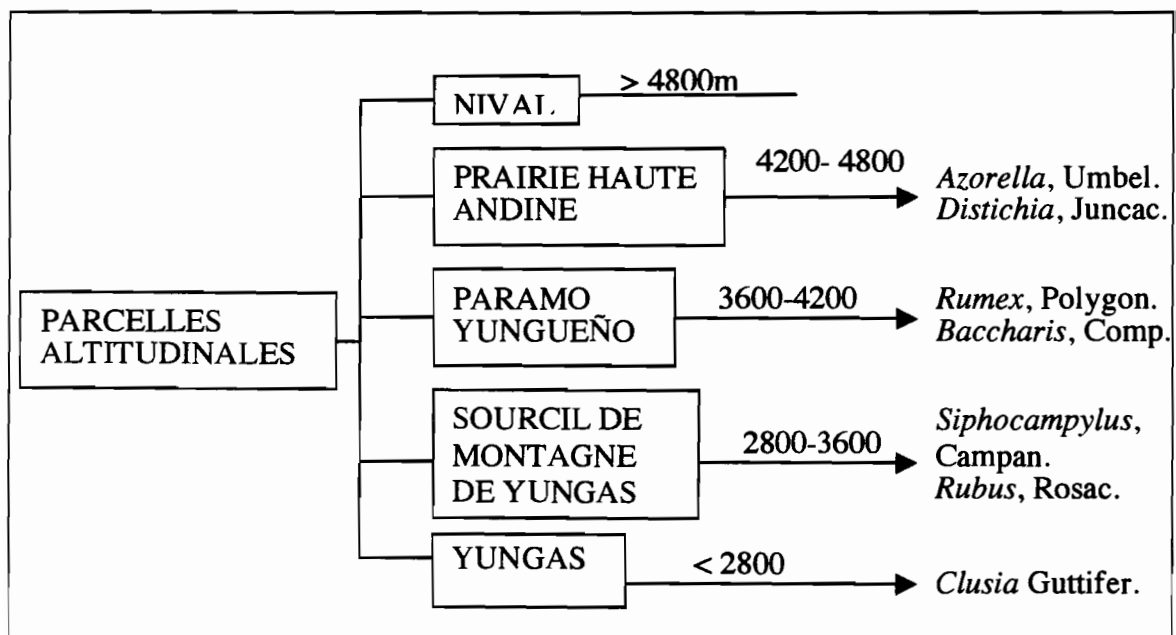 NIVAL
> 4800m
PRAIRIE HAUTE
ANDINE
4200- 4800
Azorella, Umbel.
Distichia, Juncac.
PARCELLES
ALTITUDINALES
PARAMO
YUNGUEÑO
3600-4200
Rumex, Polygon.
Baccharis, Comp.
SOURCIL DE
MONTAGNE
DE YUNGAS
2800-3600
Siphocampylus,
Campan.
Rubus, Rosac.
YUNGAS
< 2800
Clusia Guttifer.